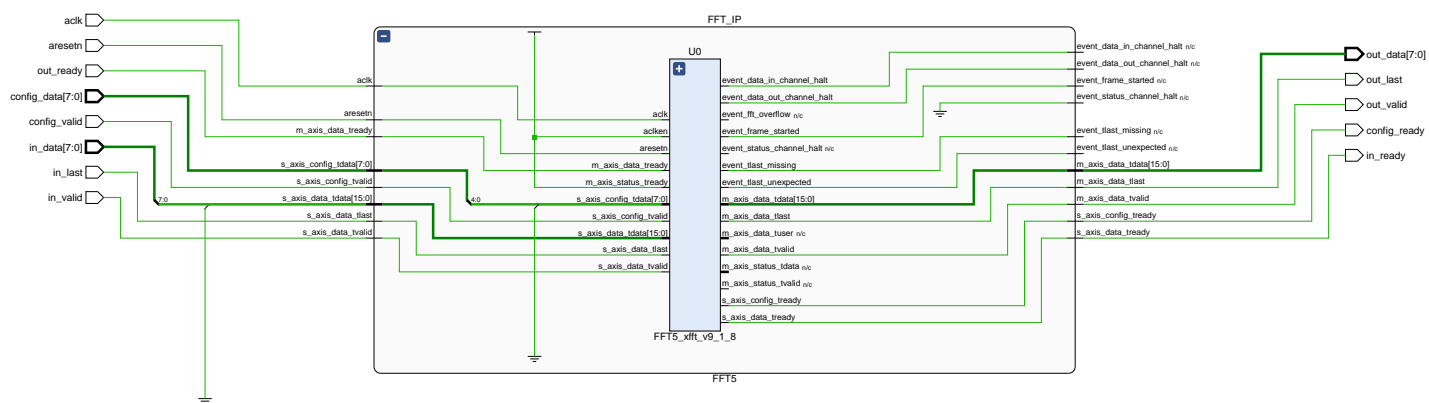 FFT_IP
aclk
aresetn
out_ready
config_data[7:0]
config_valid
in_data[7:0]
in_last
in_valid
7:0
aclk
aresetn
m_axis_data_tready
s_axis_config_tdata[7:0]
s_axis_config_tvalid
s_axis_data_tdata[15:0]
s_axis_data_tlast
s_axis_data_tvalid
4:0
U0
aclk
aclken
aresetn
m_axis_data_tready
m_axis_status_tready
s_axis_config_tdata[7:0]
s_axis_config_tvalid
s_axis_data_tdata[15:0]
s_axis_data_tlast
s_axis_data_tvalid
event_data_in_channel_halt
event_data_out_channel_halt
event_fft_overflow n/c
event_frame_started
event_status_channel_halt n/c
event_tlast_missing
event_tlast_unexpected
m_axis_data_tdata[15:0]
m_axis_data_tlast
m_axis_data_tuser n/c
m_axis_data_tvalid
m_axis_status_tdata n/c
m_axis_status_tvalid n/c
s_axis_config_tready
s_axis_data_tready
FFT5_xfft_v9_1_8
event_data_in_channel_halt n/c
event_data_out_channel_halt n/c
event_frame_started n/c
event_status_channel_halt n/c
event_tlast_missing n/c
event_tlast_unexpected n/c
m_axis_data_tdata[15:0]
m_axis_data_tlast
m_axis_data_tvalid
s_axis_config_tready
s_axis_data_tready
out_data[7:0]
out_last
out_valid
config_ready
in_ready
FFT5